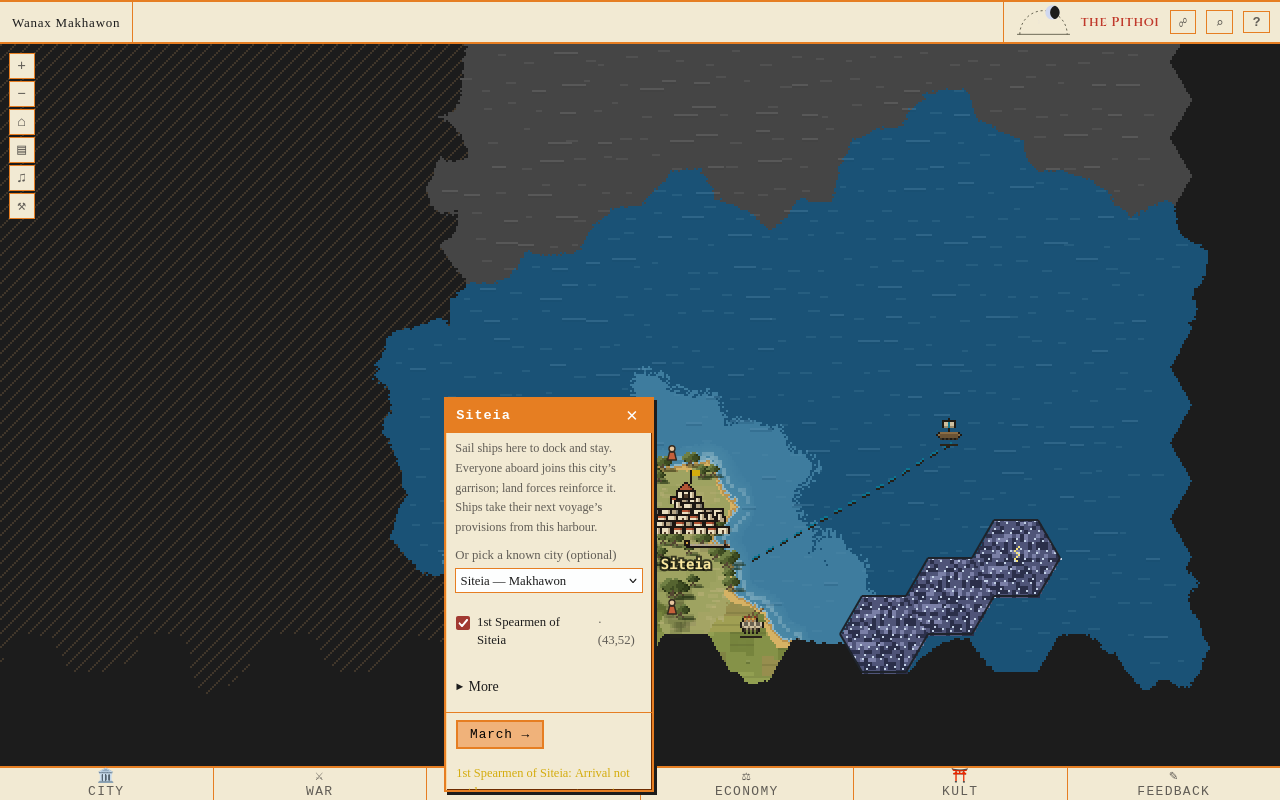 Wanax Makhawon
THE PITHOI
?
+
−
Siteia ✕
Sail ships here to dock and stay.
Everyone aboard joins this city's
garrison; land forces reinforce it.
Ships take their next voyage's
provisions from this harbour.
Or pick a known city (optional)
Siteia — Makhawon
1st Spearmen of Siteia · (43,52)
▸ More
March →
1st Spearmen of Siteia: Arrival not
Siteia
CITY
WAR
ECONOMY
KULT
FEEDBACK